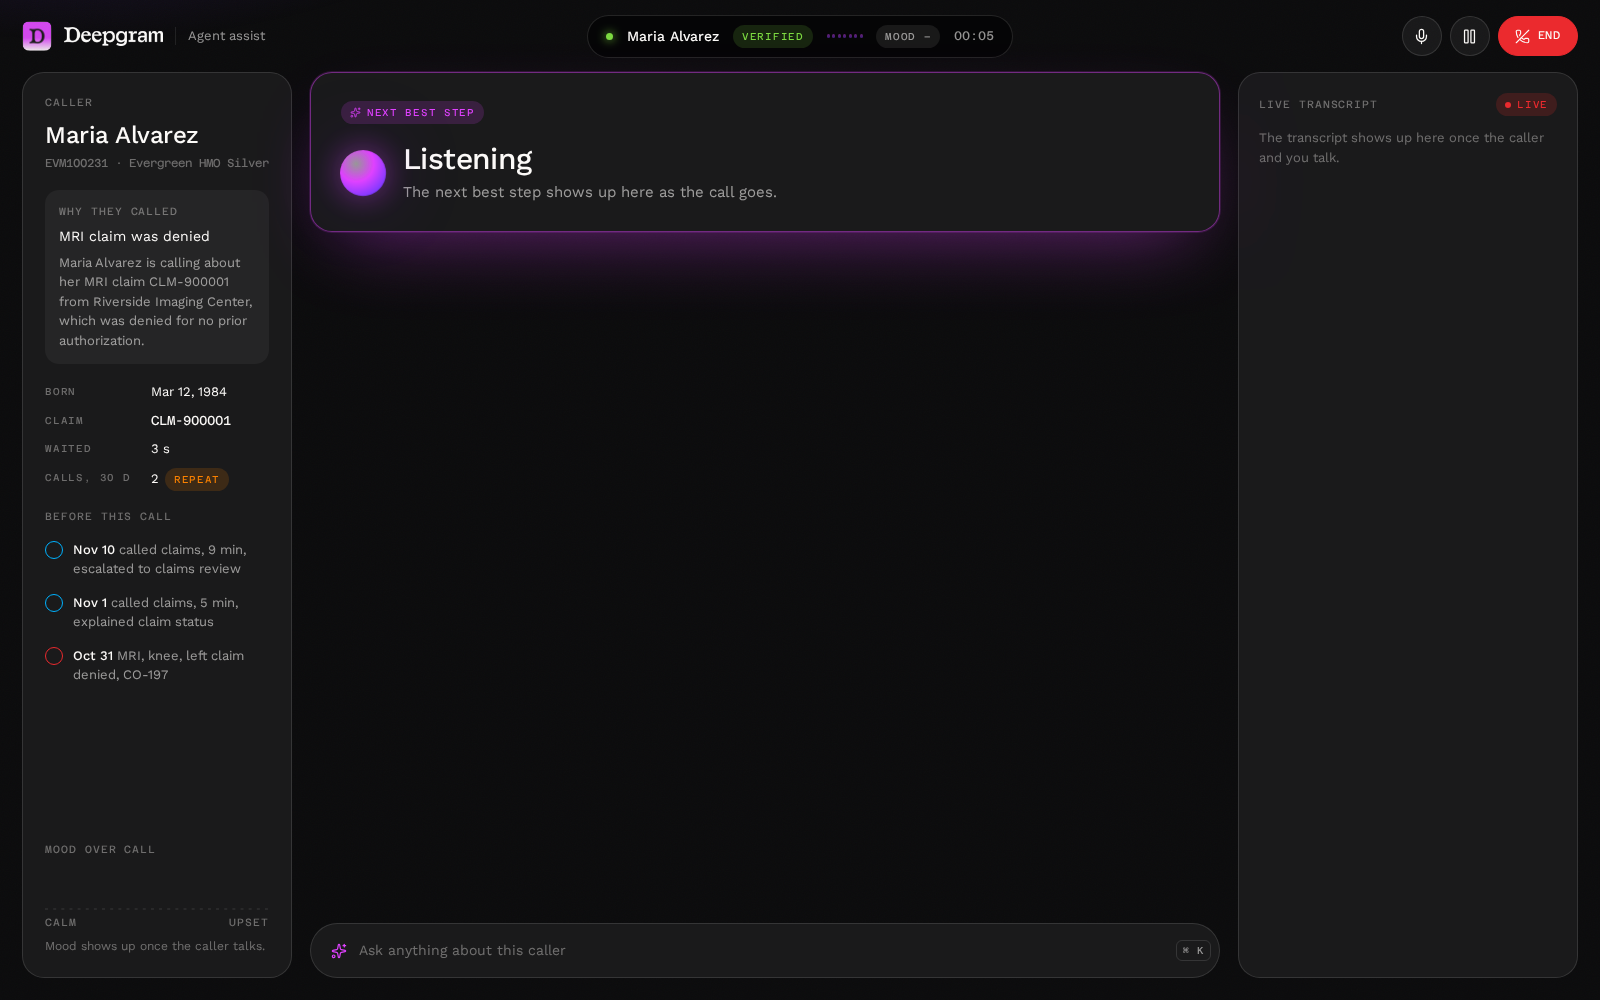 D Deepgram Agent assist
Maria Alvarez VERIFIED MOOD – 00:05
END
CALLER
Maria Alvarez
EVM100231 · Evergreen HMO Silver
WHY THEY CALLED
MRI claim was denied
Maria Alvarez is calling about
her MRI claim CLM-900001
from Riverside Imaging Center,
which was denied for no prior
authorization.
BORN Mar 12, 1984
CLAIM CLM-900001
WAITED 3 s
CALLS, 30 D 2 REPEAT
BEFORE THIS CALL
Nov 10 called claims, 9 min,
escalated to claims review
Nov 1 called claims, 5 min,
explained claim status
Oct 31 MRI, knee, left claim
denied, CO-197
MOOD OVER CALL
CALM UPSET
Mood shows up once the caller talks.
NEXT BEST STEP
Listening
The next best step shows up here as the call goes.
Ask anything about this caller ⌘ K
LIVE TRANSCRIPT LIVE
The transcript shows up here once the caller
and you talk.